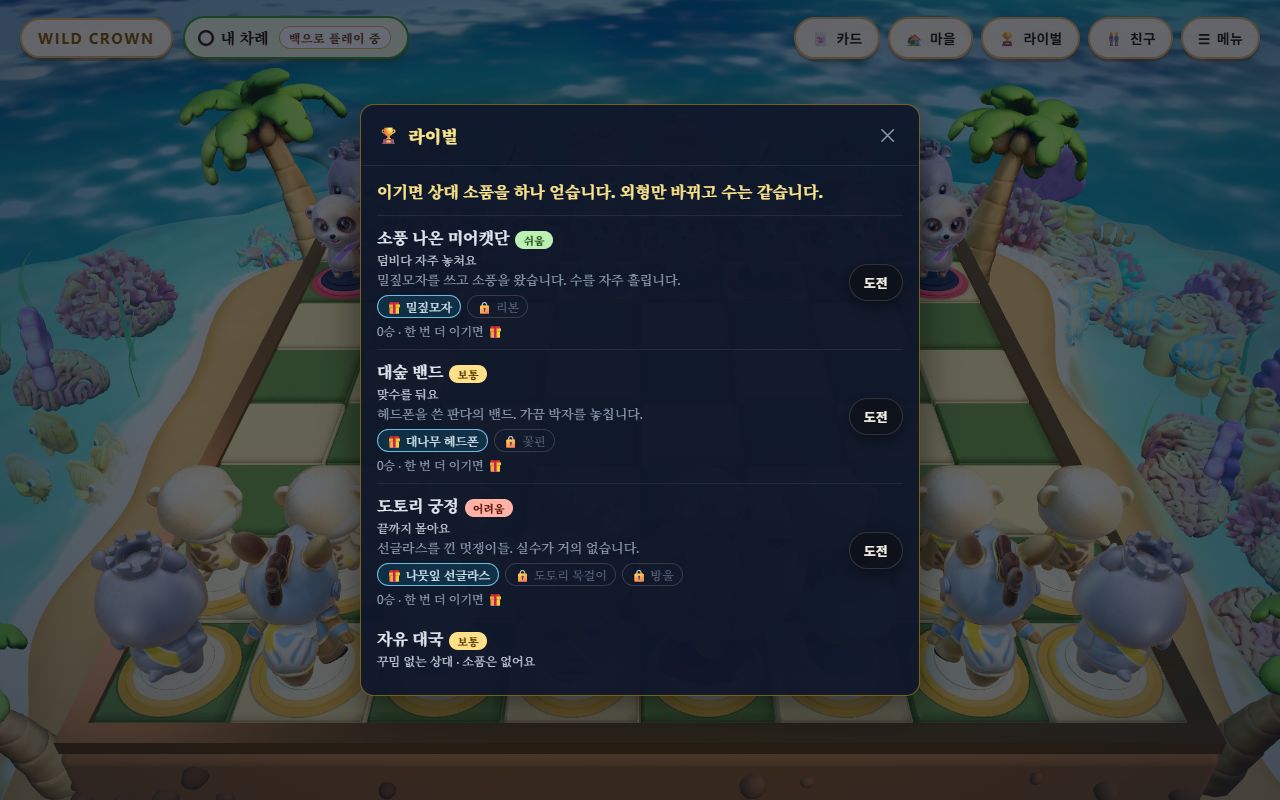 WILD CROWN
내 차례 백으로 플레이 중
카드
마을
라이벌
친구
메뉴
라이벌
이기면 상대 소품을 하나 얻습니다. 외형만 바뀌고 수는 같습니다.
소풍 나온 미어캣단 쉬움
덤비다 자주 놓쳐요
밀짚모자를 쓰고 소풍을 왔습니다. 수를 자주 흘립니다.
밀짚모자 리본
0승 · 한 번 더 이기면
도전
대숲 밴드 보통
맞수를 둬요
헤드폰을 쓴 판다의 밴드. 가끔 박자를 놓칩니다.
대나무 헤드폰 꽃핀
0승 · 한 번 더 이기면
도전
도토리 궁정 어려움
끝까지 몰아요
선글라스를 낀 멋쟁이들. 실수가 거의 없습니다.
나뭇잎 선글라스 도토리 목걸이 방울
0승 · 한 번 더 이기면
도전
자유 대국 보통
꾸밈 없는 상대 · 소품은 없어요